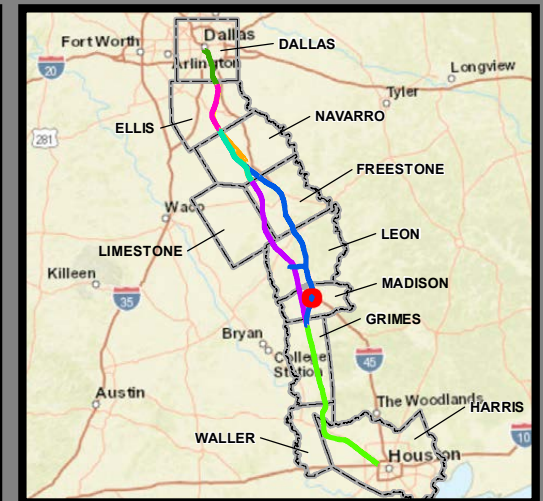 Fort Worth
Dallas
DALLAS
Arlington
20
Longview
Tyler
ELLIS
NAVARRO
281
FREESTONE
Waco
LEON
LIMESTONE
Killeen
MADISON
35
GRIMES
Bryan
College
Station
45
Austin
The Woodlands
HARRIS
WALLER
10
Houston